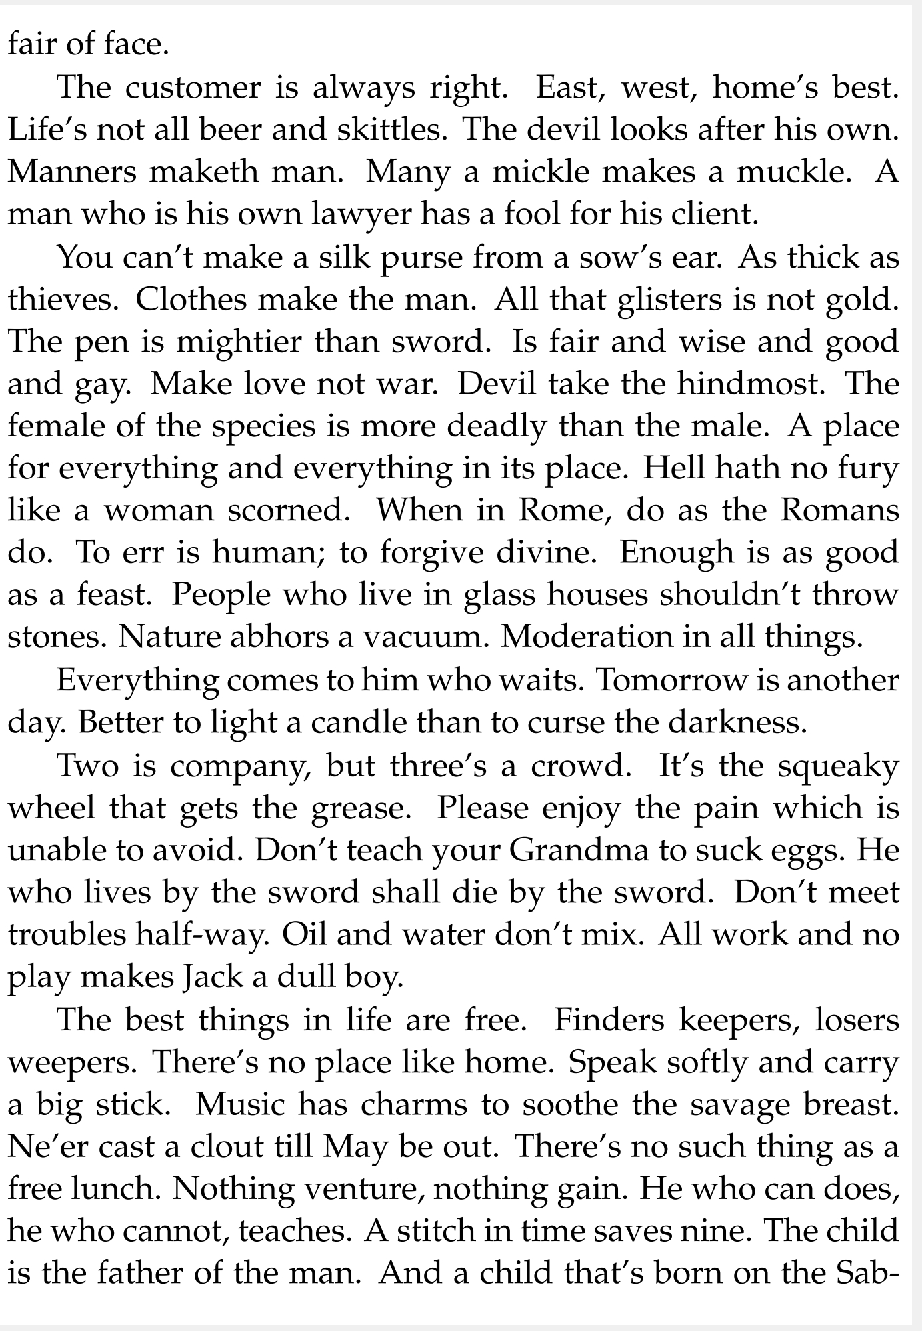 fair of face.
The customer is always right. East, west, home's best.
Life's not all beer and skittles. The devil looks after his own.
Manners maketh man. Many a mickle makes a muckle. A
man who is his own lawyer has a fool for his client.
You can't make a silk purse from a sow's ear. As thick as
thieves. Clothes make the man. All that glisters is not gold.
The pen is mightier than sword. Is fair and wise and good
and gay. Make love not war. Devil take the hindmost. The
female of the species is more deadly than the male. A place
for everything and everything in its place. Hell hath no fury
like a woman scorned. When in Rome, do as the Romans
do. To err is human; to forgive divine. Enough is as good
as a feast. People who live in glass houses shouldn't throw
stones. Nature abhors a vacuum. Moderation in all things.
Everything comes to him who waits. Tomorrow is another
day. Better to light a candle than to curse the darkness.
Two is company, but three's a crowd. It's the squeaky
wheel that gets the grease. Please enjoy the pain which is
unable to avoid. Don't teach your Grandma to suck eggs. He
who lives by the sword shall die by the sword. Don't meet
troubles half-way. Oil and water don't mix. All work and no
play makes Jack a dull boy.
The best things in life are free. Finders keepers, losers
weepers. There's no place like home. Speak softly and carry
a big stick. Music has charms to soothe the savage breast.
Ne'er cast a clout till May be out. There's no such thing as a
free lunch. Nothing venture, nothing gain. He who can does,
he who cannot, teaches. A stitch in time saves nine. The child
is the father of the man. And a child that's born on the Sab-